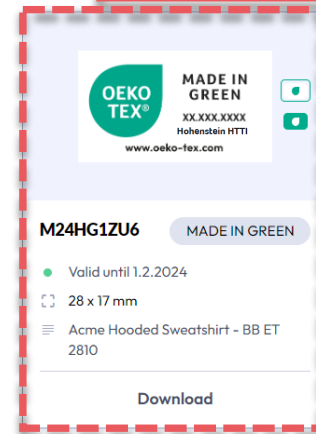 OEKO
TEX®
MADE IN
GREEN
XX.XXX.XXXX
Hohenstein HTTI
www.oeko-tex.com
M24HG1ZU6
MADE IN GREEN
Valid until 1.2.2024
28 x 17 mm
Acme Hooded Sweatshirt - BB ET
2810
Download